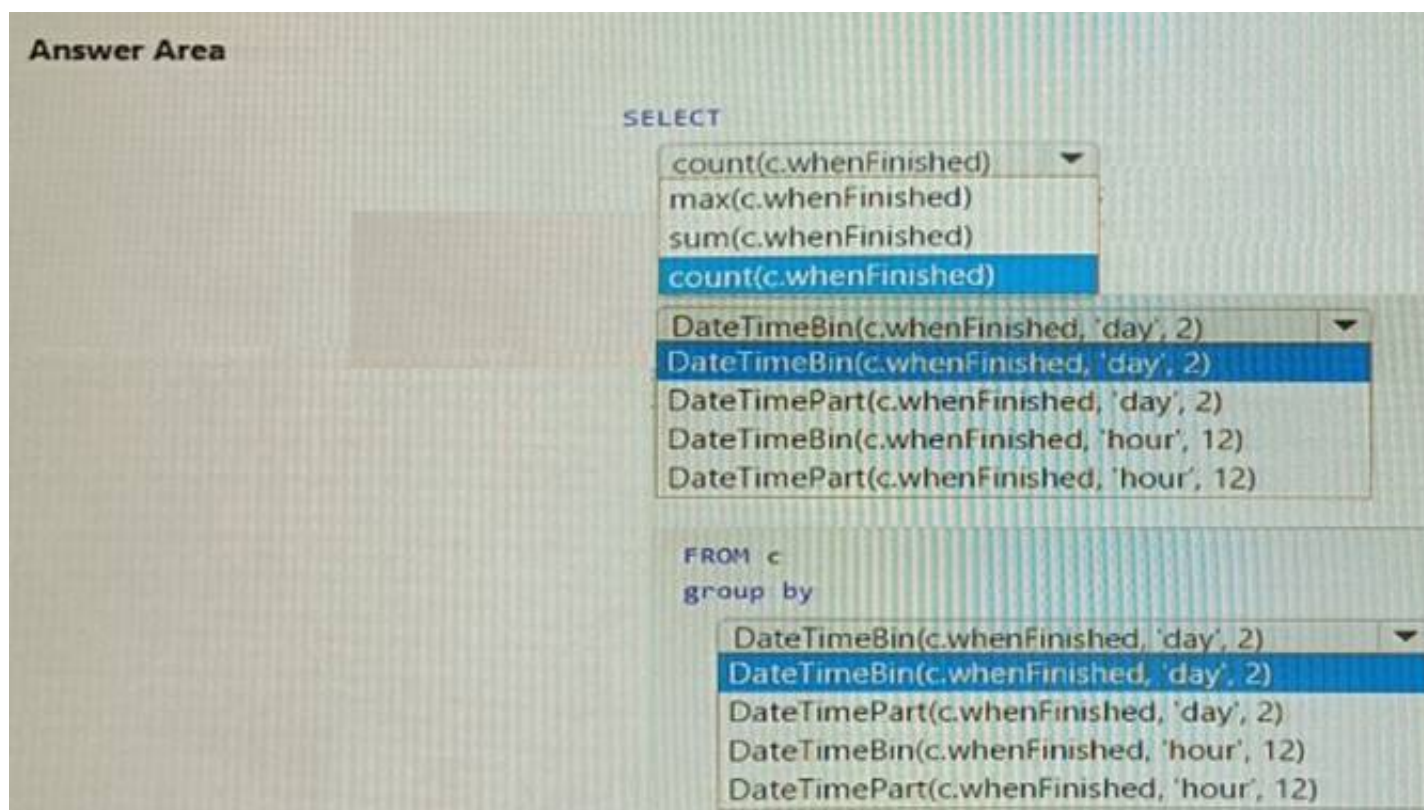 Answer Area
SELECT
count(c.whenFinished)
max(c.whenFinished)
sum(c.whenFinished)
count(c.whenFinished)
DateTimeBin(c.whenFinished, 'day', 2)
DateTimeBin(c.whenFinished, 'day', 2)
DateTimePart(c.whenFinished, 'day', 2)
DateTimeBin(c.whenFinished, 'hour', 12)
DateTimePart(c.whenFinished, 'hour', 12)
FROM c
group by
DateTimeBin(c.whenFinished, 'day', 2)
DateTimeBin(c.whenFinished, 'day', 2)
DateTimePart(c.whenFinished, 'day', 2)
DateTimeBin(c.whenFinished, 'hour', 12)
DateTimePart(c.whenFinished, 'hour', 12)